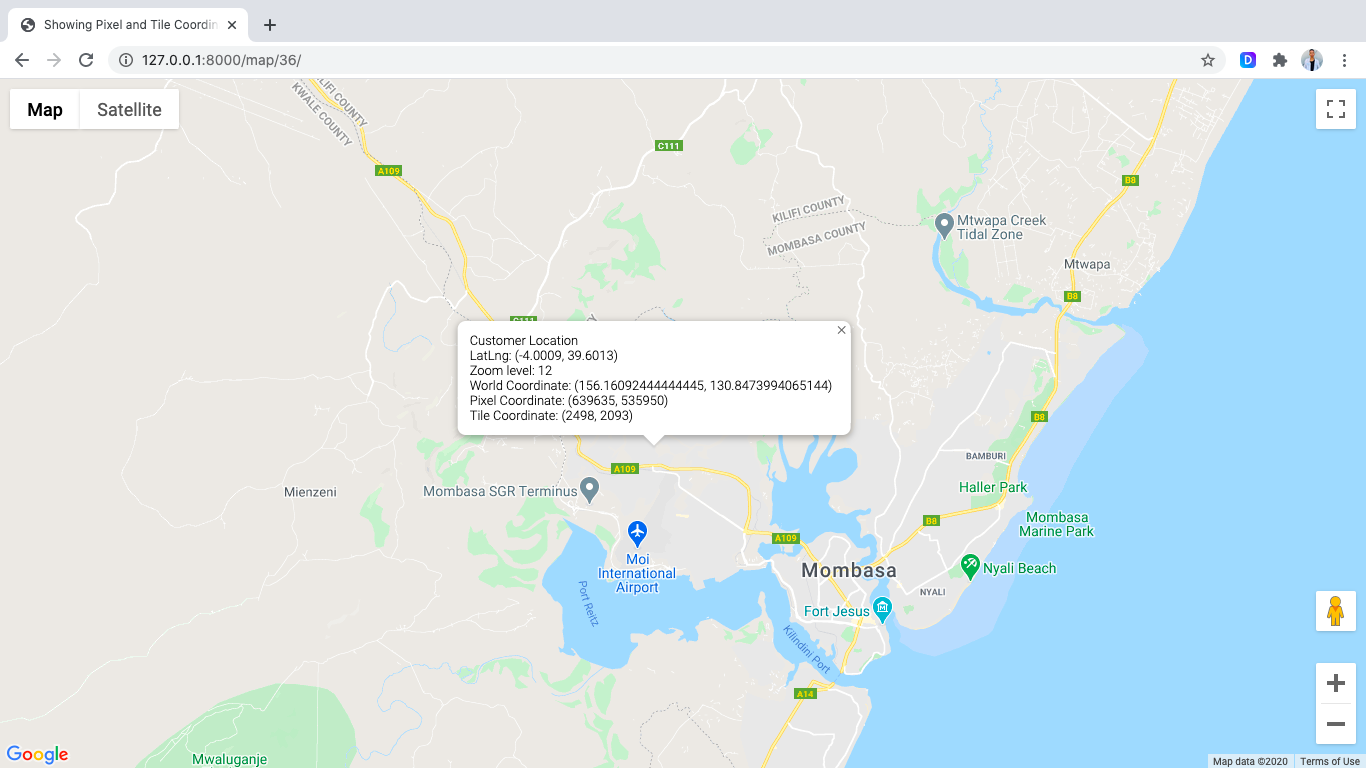 Showing Pixel and Tile Coordin
127.0.0.1:8000/map/36/
D
Map
Satellite
KILIFI COUNTY
KWALE COUNTY
C111
A109
B8
KILIFI COUNTY
MOMBASA COUNTY
Mtwapa Creek
Tidal Zone
Mtwapa
B8
C111
Customer Location
LatLng: (-4.0009, 39.6013)
Zoom level: 12
World Coordinate: (156.16092444444445, 130.8473994065144)
Pixel Coordinate: (639635, 535950)
Tile Coordinate: (2498, 2093)
B8
BAMBURI
A109
Mienzeni
Mombasa SGR Terminus
Haller Park
B8
Mombasa
Marine Park
A109
Moi
International
Airport
Mombasa
Nyali Beach
NYALI
Port Reitz
Fort Jesus
Kilindini Port
A14
Google
Mwaluganje
Map data ©2020
Terms of Use